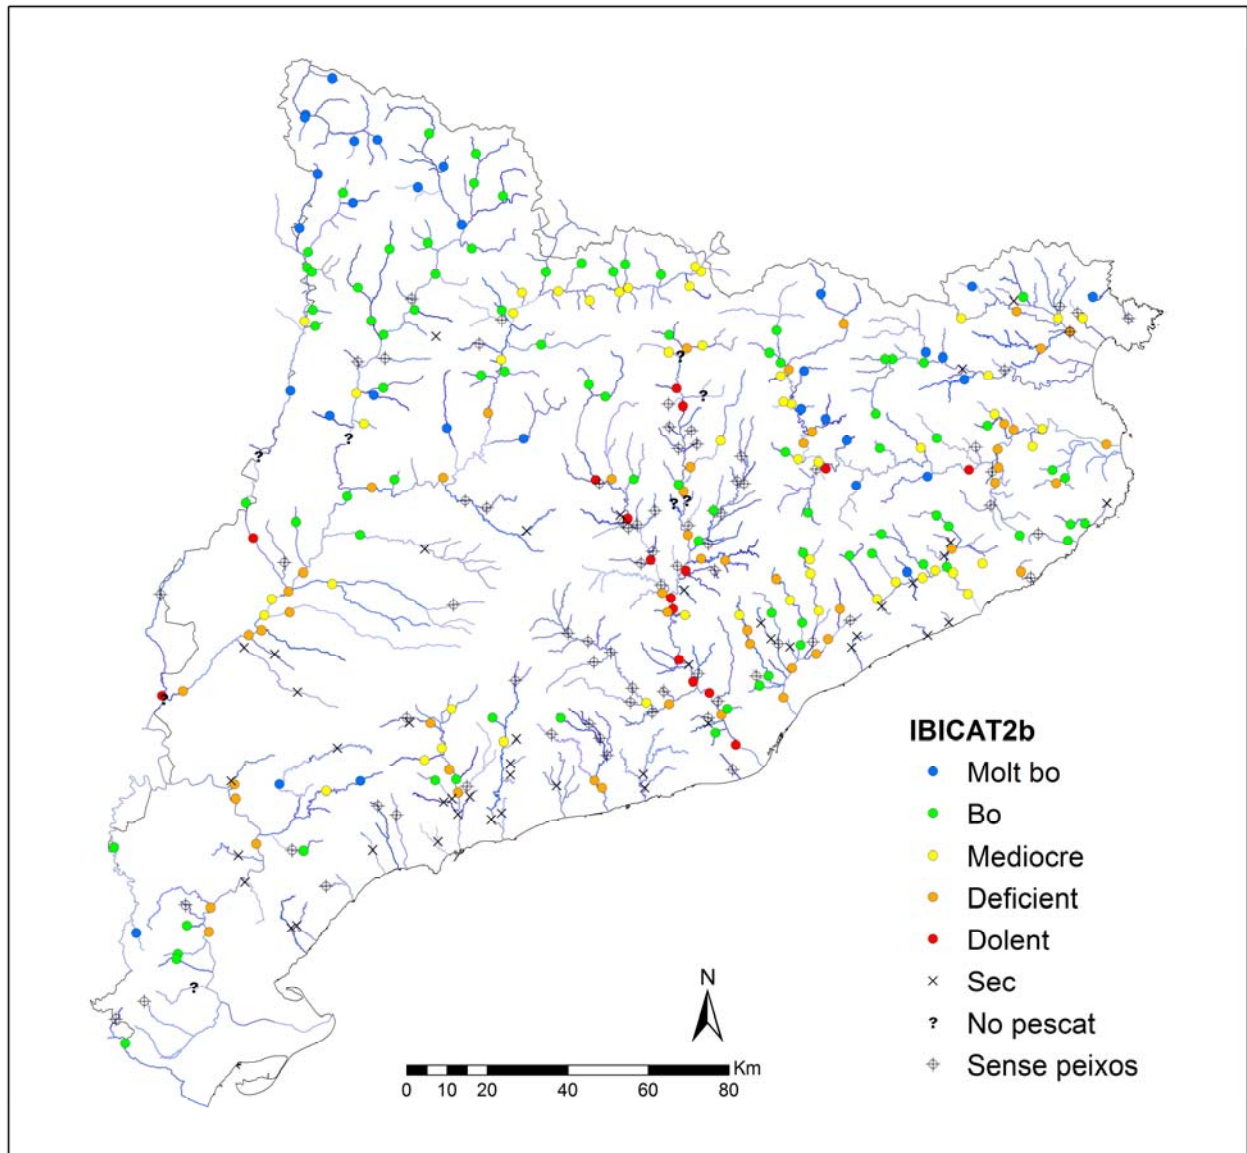 IBICAT2b
Molt bo
Bo
Mediocre
Deficient
Dolent
Sec
? No pescat
Sense peixos
N
Km
0 10 20 40 60 80
? ? ? ? ? ? ? ? ?